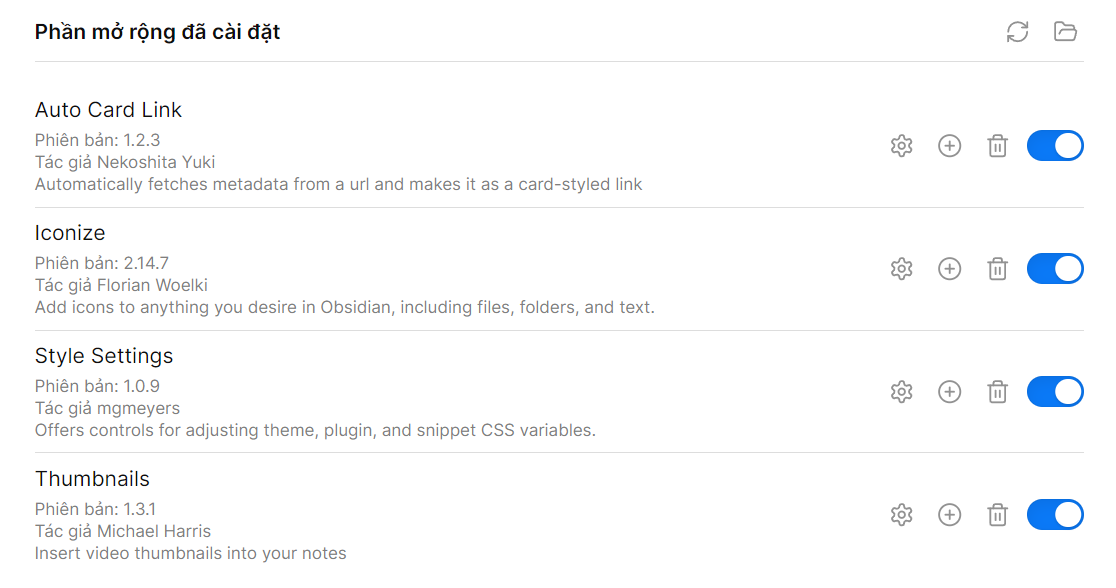 Phần mở rộng đã cài đặt
Auto Card Link
Phiên bản: 1.2.3
Tác giả Nekoshita Yuki
Automatically fetches metadata from a url and makes it as a card-styled link
Iconize
Phiên bản: 2.14.7
Tác giả Florian Woelki
Add icons to anything you desire in Obsidian, including files, folders, and text.
Style Settings
Phiên bản: 1.0.9
Tác giả mgmeyers
Offers controls for adjusting theme, plugin, and snippet CSS variables.
Thumbnails
Phiên bản: 1.3.1
Tác giả Michael Harris
Insert video thumbnails into your notes